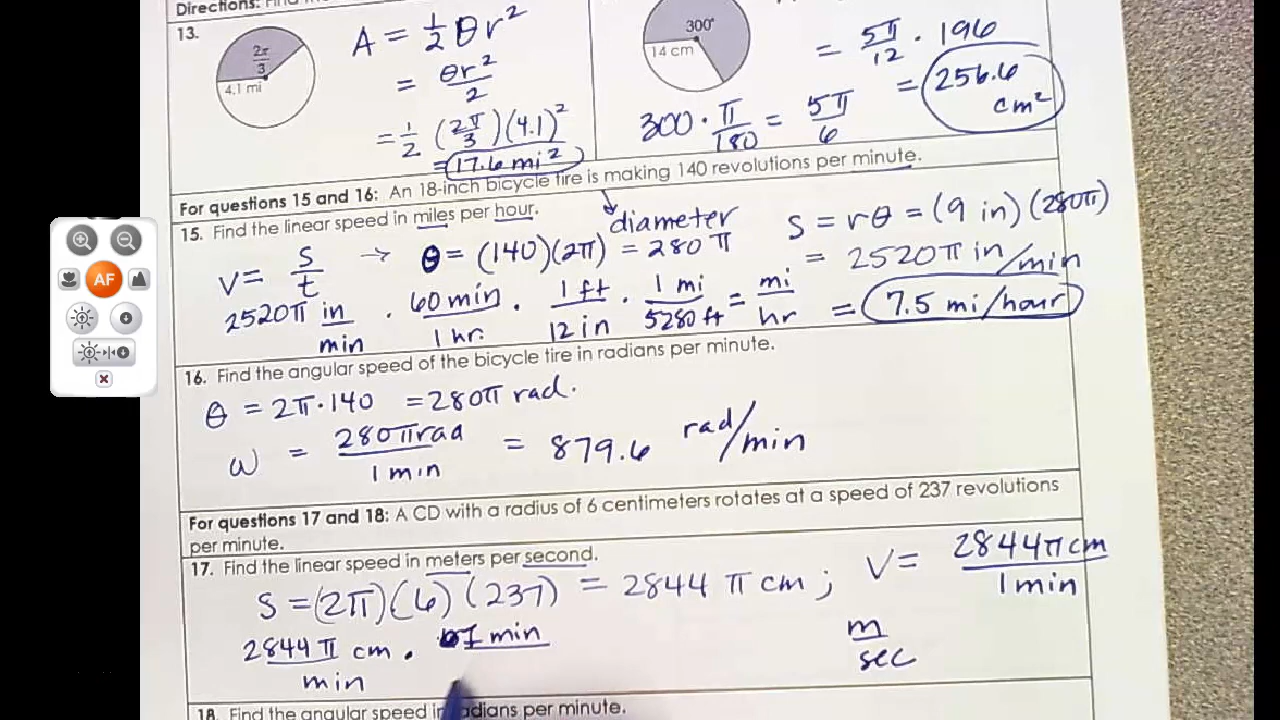 Directions: Find
13.
2π/3
4.1 mi
A = 1/2 θr²
= θr²/2
= 1/2 (2π/3)(4.1)²
= 17.6 mi²
300°
14 cm
300 · π/180 = 5π/6
= 5π/12 · 196
= 256.6 cm²
For questions 15 and 16: An 18-inch bicycle tire is making 140 revolutions per minute.
diameter
15. Find the linear speed in miles per hour.
V = s/t → θ = (140)(2π) = 280π
S = rθ = (9 in)(280π)
= 2520π in/min
2520π in/min · 60 min/1 hr. · 1 ft/12 in · 1 mi/5280 ft = mi/hr = 7.5 mi/hour
16. Find the angular speed of the bicycle tire in radians per minute.
θ = 2π·140 = 280π rad.
ω = 280π rad/1 min = 879.6 rad/min
For questions 17 and 18: A CD with a radius of 6 centimeters rotates at a speed of 237 revolutions
per minute.
17. Find the linear speed in meters per second.
S = (2π)(6)(237) = 2844 π cm; V = 2844π cm/1 min
2844 π cm/min · 1 min
m/sec
18. Find the angular speed in radians per minute.
AF